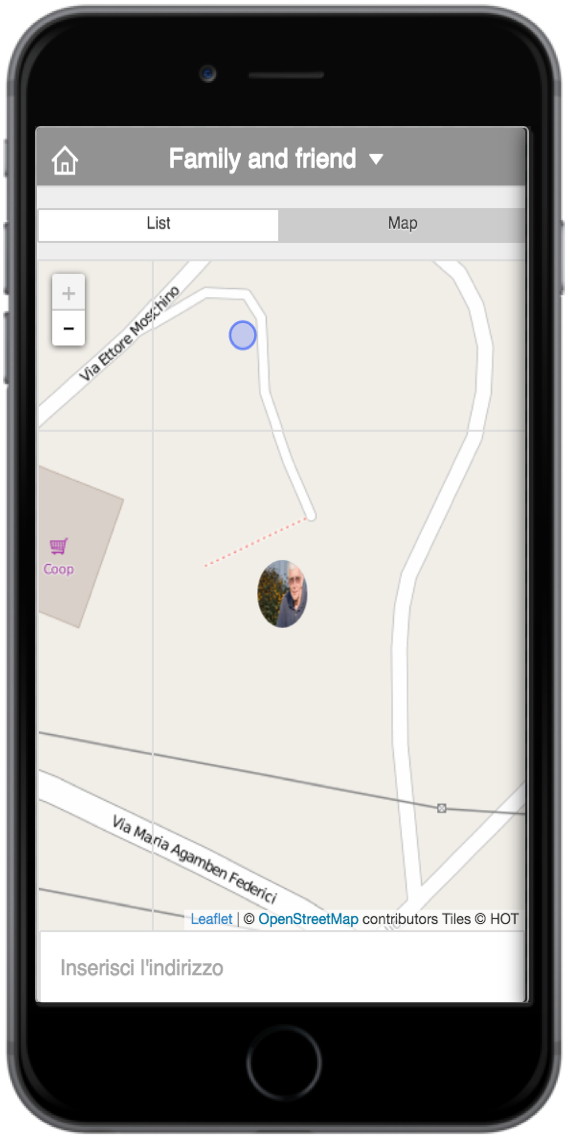 Family and friend
List
Map
+
-
Via Ettore Moschino
Coop
Via Maria Agamben Federici
Leaflet | © OpenStreetMap contributors Tiles © HOT
Inserisci l'indirizzo